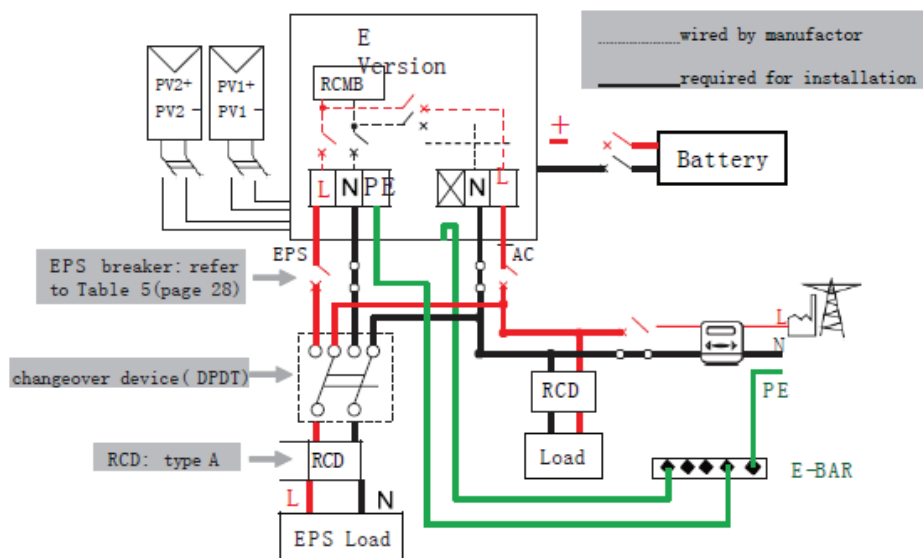 E
Version
RCMB
wired by manufactor
required for installation
PV2+
PV2
PV1+
PV1
+
Battery
L N PE
N L
EPS
AC
EPS breaker: refer
to Table 5(page 28)
L
N
changeover device( DPDT)
RCD
PE
RCD: type A
RCD
Load
E-BAR
L N
EPS Load